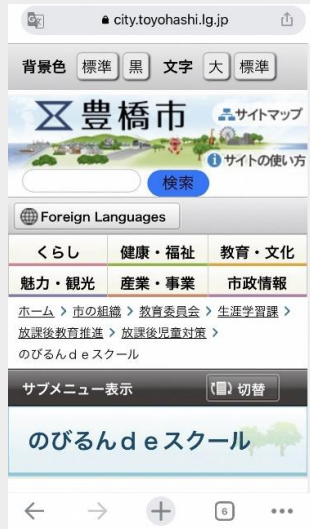 city.toyohashi.lg.jp
背景色 標準 黒 文字 大 標準
豊橋市
サイトマップ
サイトの使い方
検索
Foreign Languages
くらし 健康・福祉 教育・文化
魅力・観光 産業・事業 市政情報
ホーム > 市の組織 > 教育委員会 > 生涯学習課 >
放課後教育推進 > 放課後児童対策 >
のびるんdeスクール
サブメニュー表示 切替
のびるんdeスクール
6